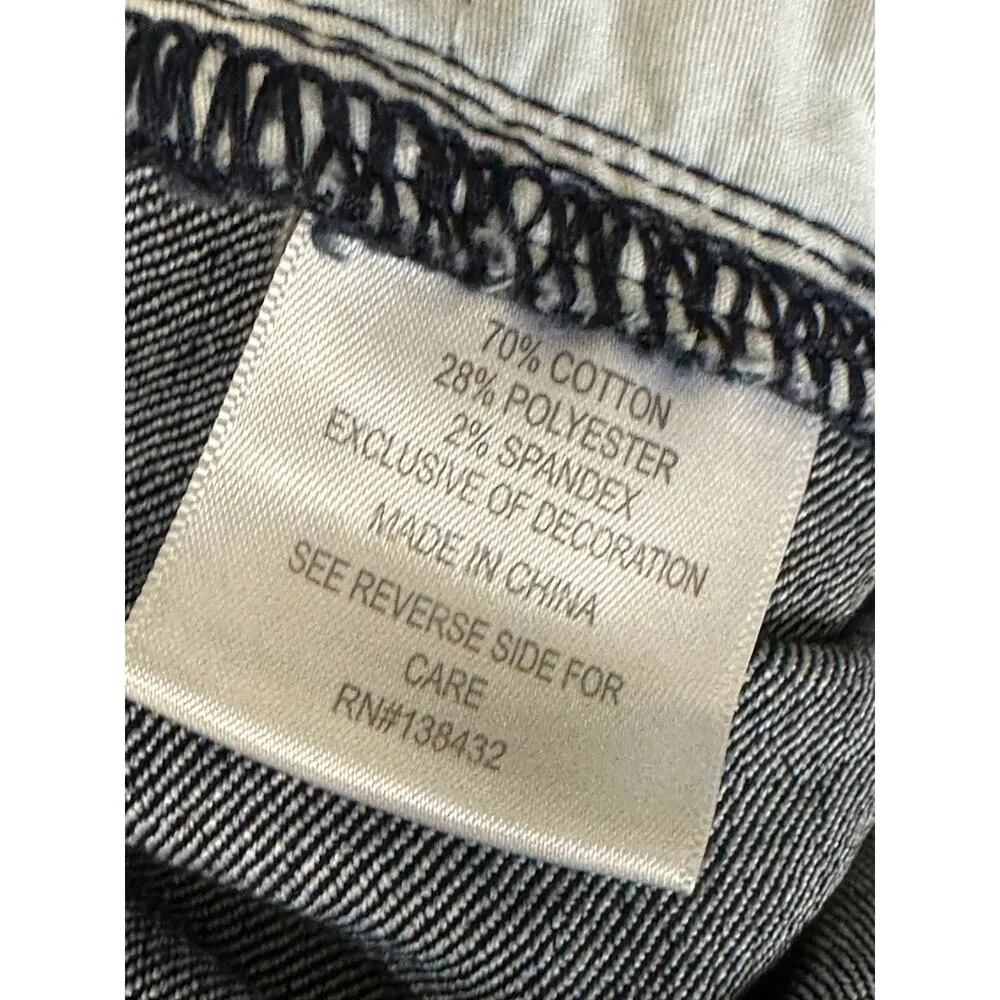 70% COTTON
28% POLYESTER
2% SPANDEX
EXCLUSIVE OF DECORATION
MADE IN CHINA
SEE REVERSE SIDE FOR
CARE
RN#138432